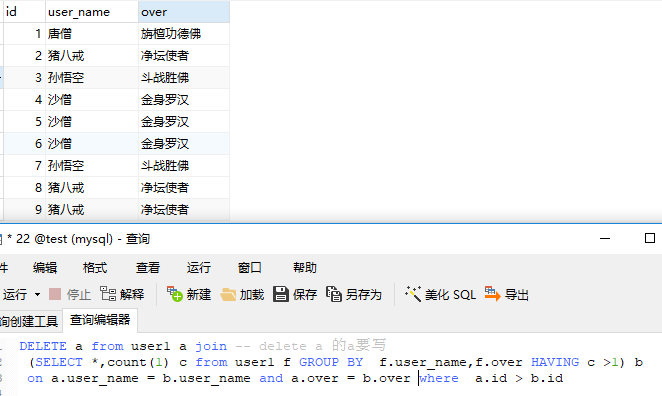 id user_name over
1 唐僧 旃檀功德佛
2 猪八戒 净坛使者
3 孙悟空 斗战胜佛
4 沙僧 金身罗汉
5 沙僧 金身罗汉
6 沙僧 金身罗汉
7 孙悟空 斗战胜佛
8 猪八戒 净坛使者
9 猪八戒 净坛使者
* 22 @test (mysql) - 查询
件 编辑 格式 查看 运行 窗口 帮助
运行 停止 解释 新建 加载 保存 另存为 美化 SQL 导出
询创建工具 查询编辑器
DELETE a from user1 a join -- delete a 的a要写
2 (SELECT *,count(1) c from user1 f GROUP BY f.user_name,f.over HAVING c >1) b
3 on a.user_name = b.user_name and a.over = b.over where a.id > b.id